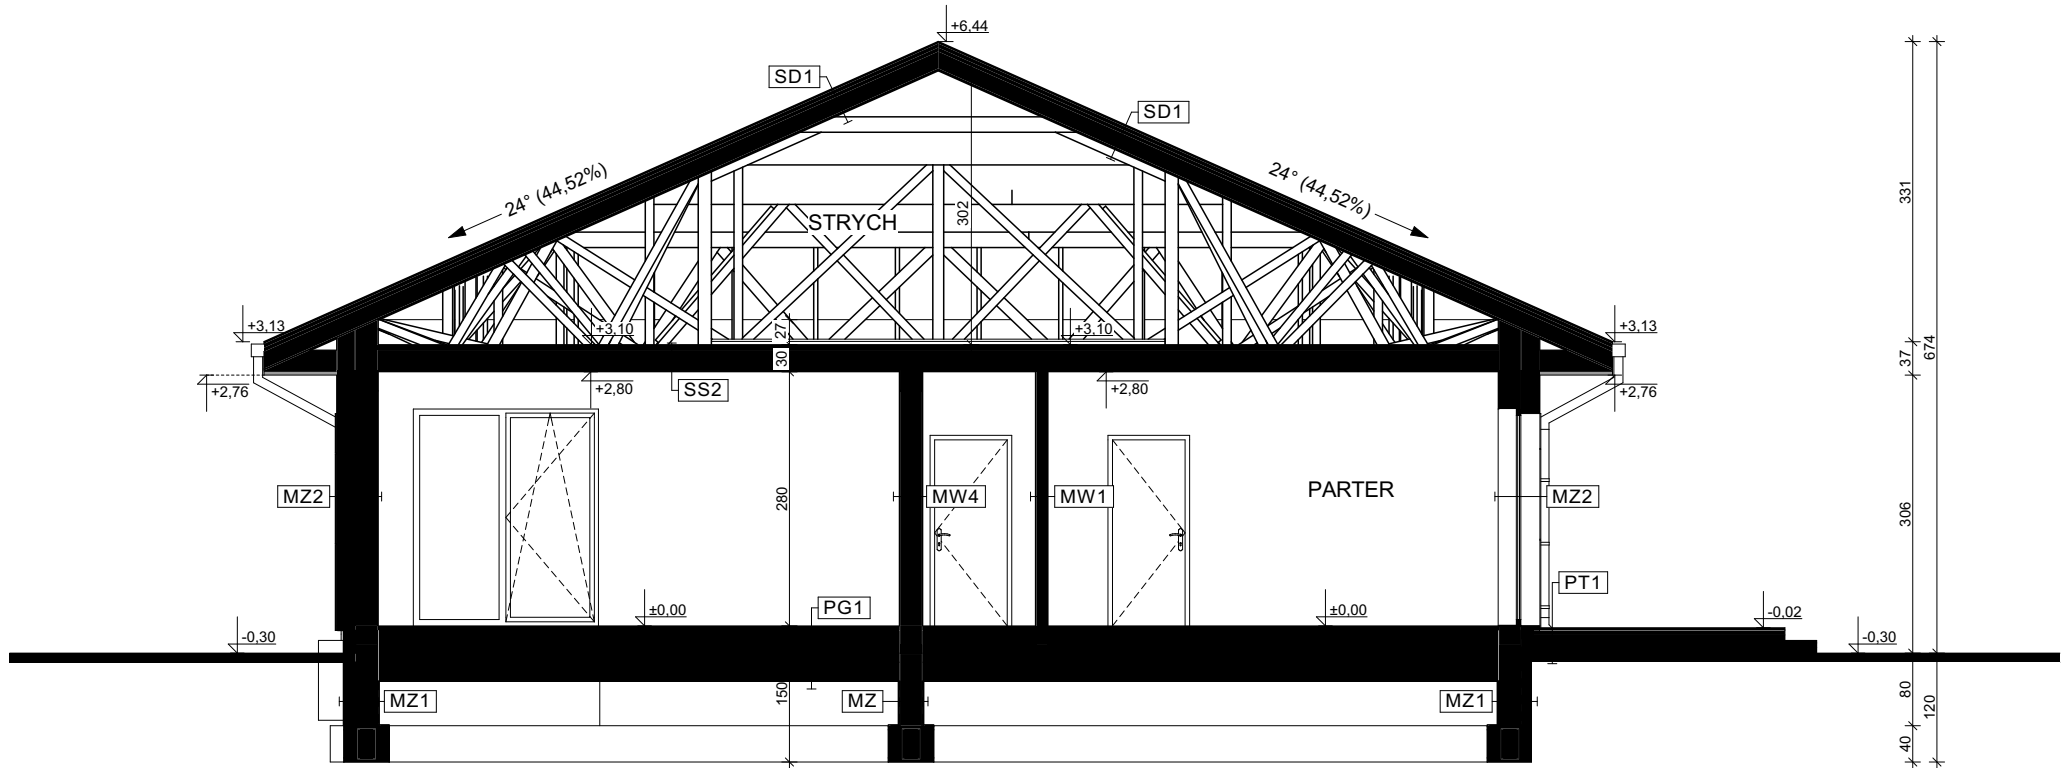 +6,44
SD1
SD1
24° (44,52%)
24° (44,52%)
STRYCH
302
331
+3,13
+3,10
27
+3,10
+3,13
37
674
30
+2,76
+2,80
SS2
+2,80
+2,76
MZ2
280
MW4
MW1
PARTER
MZ2
306
PT1
PG1
±0,00
±0,00
-0,02
-0,30
-0,30
MZ1
150
MZ
MZ1
80
120
40